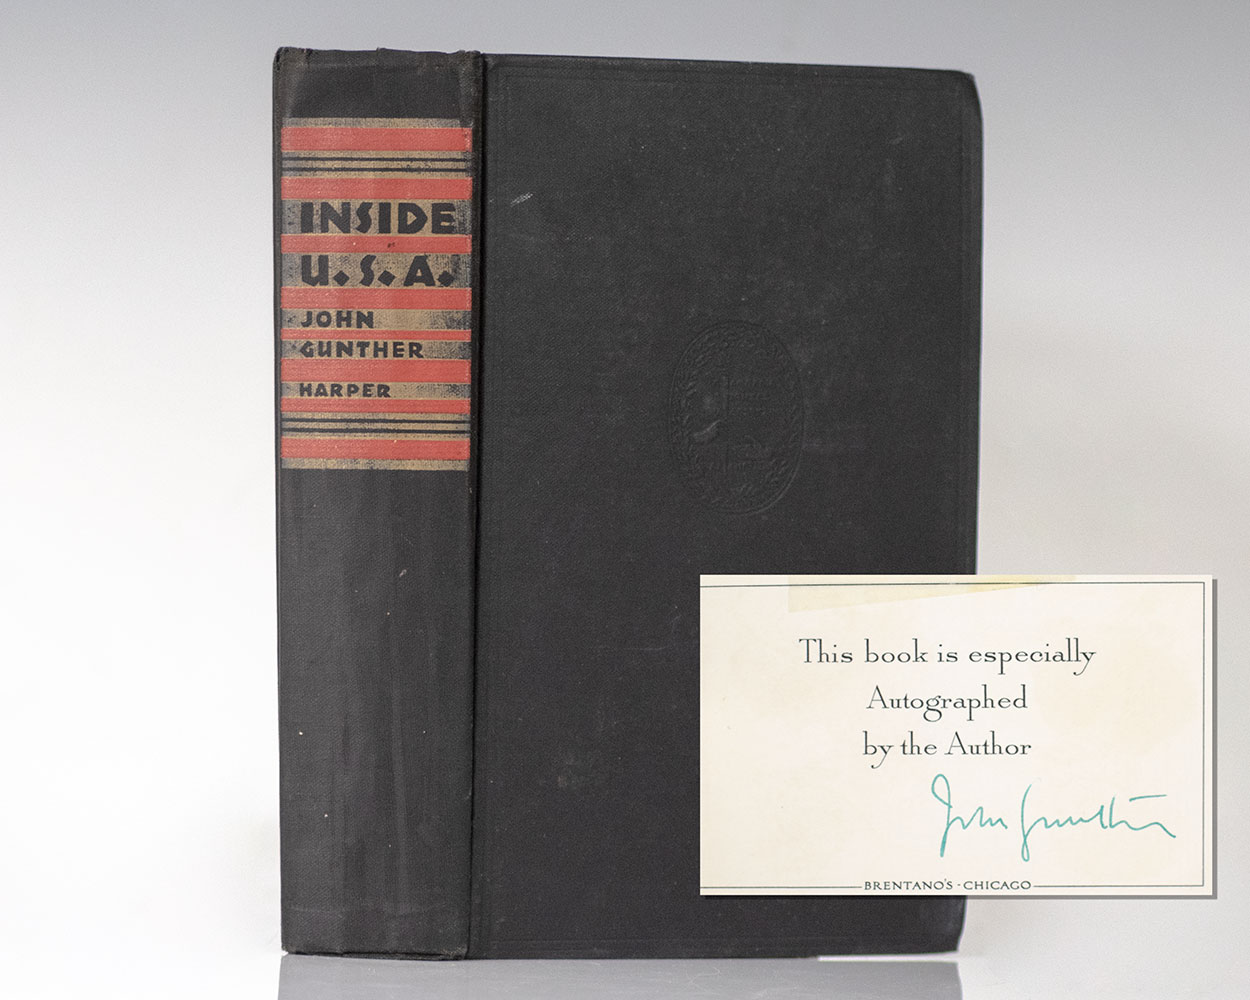 INSIDE
U.S.A.
JOHN
GUNTHER
HARPER
This book is especially
Autographed
by the Author
John Gunther
BRENTANO'S - CHICAGO